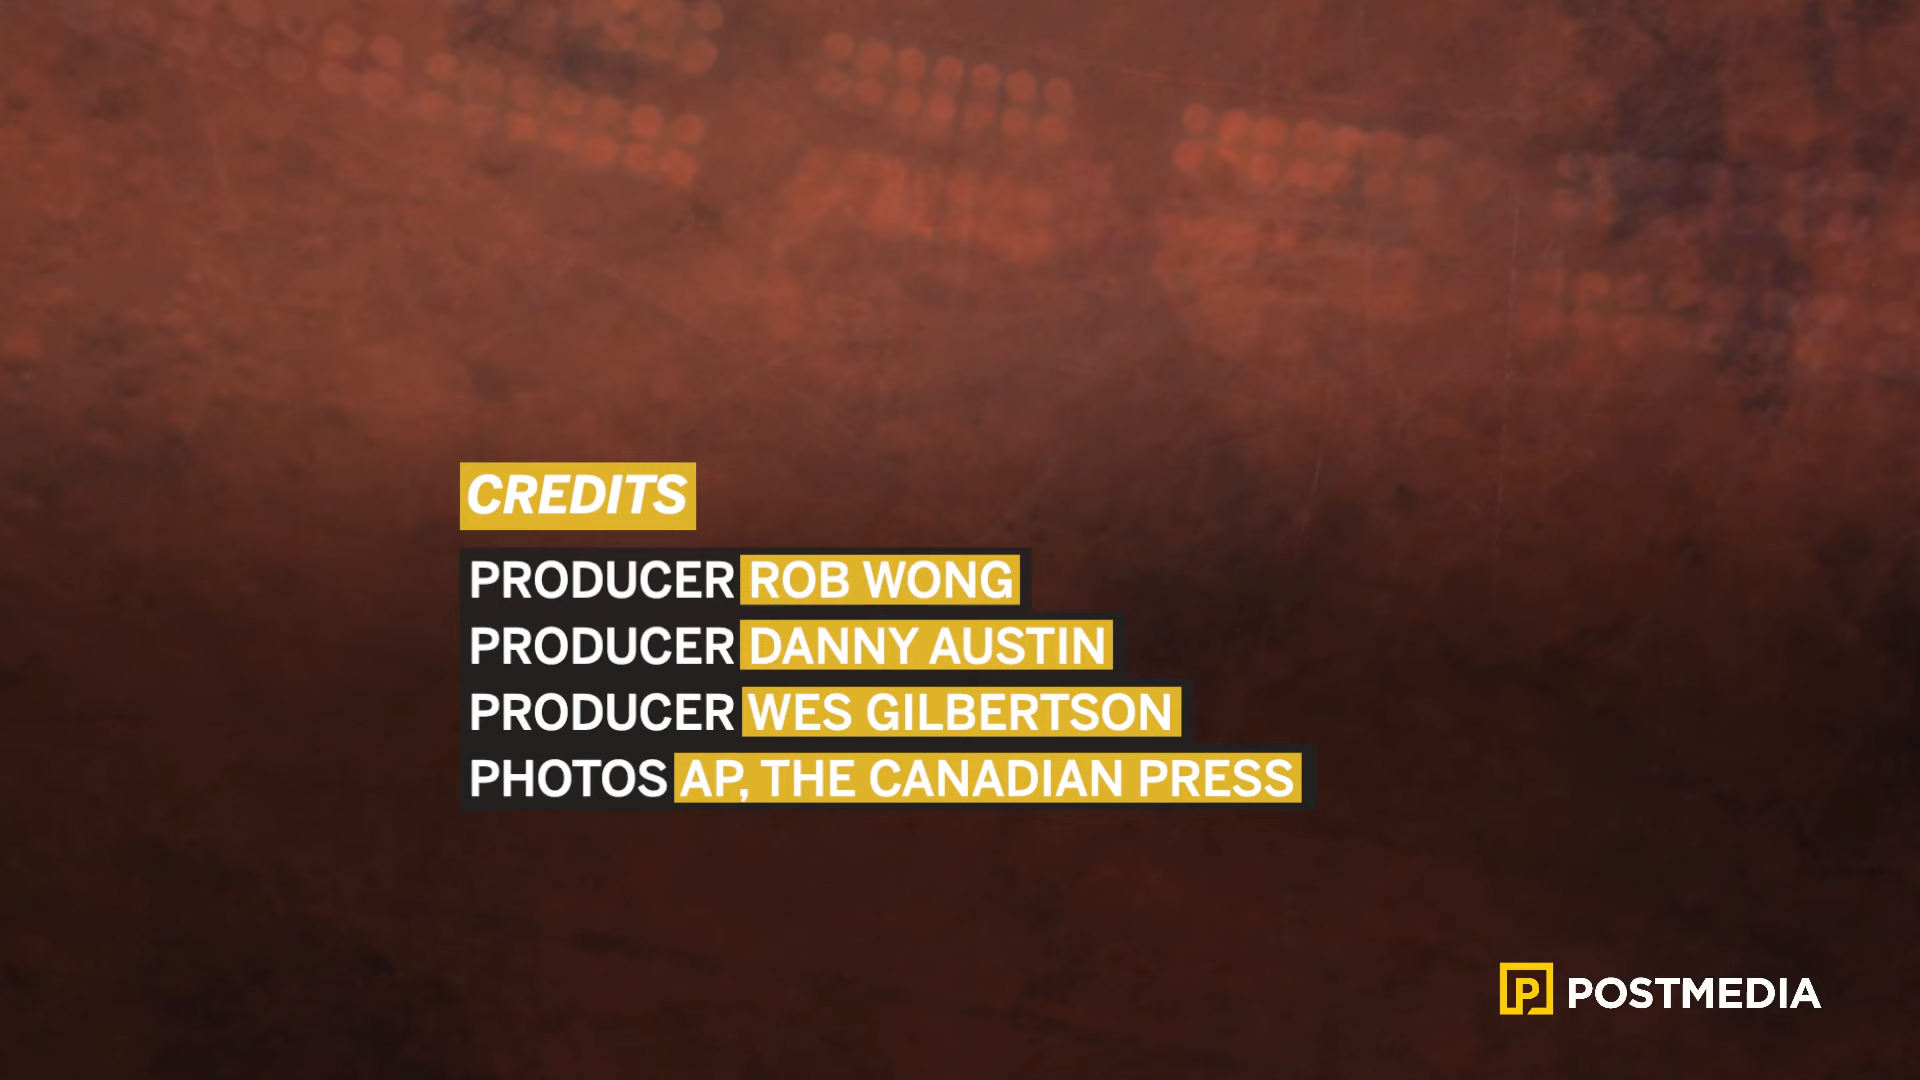 CREDITS
PRODUCER ROB WONG
PRODUCER DANNY AUSTIN
PRODUCER WES GILBERTSON
PHOTOS AP, THE CANADIAN PRESS
P POSTMEDIA